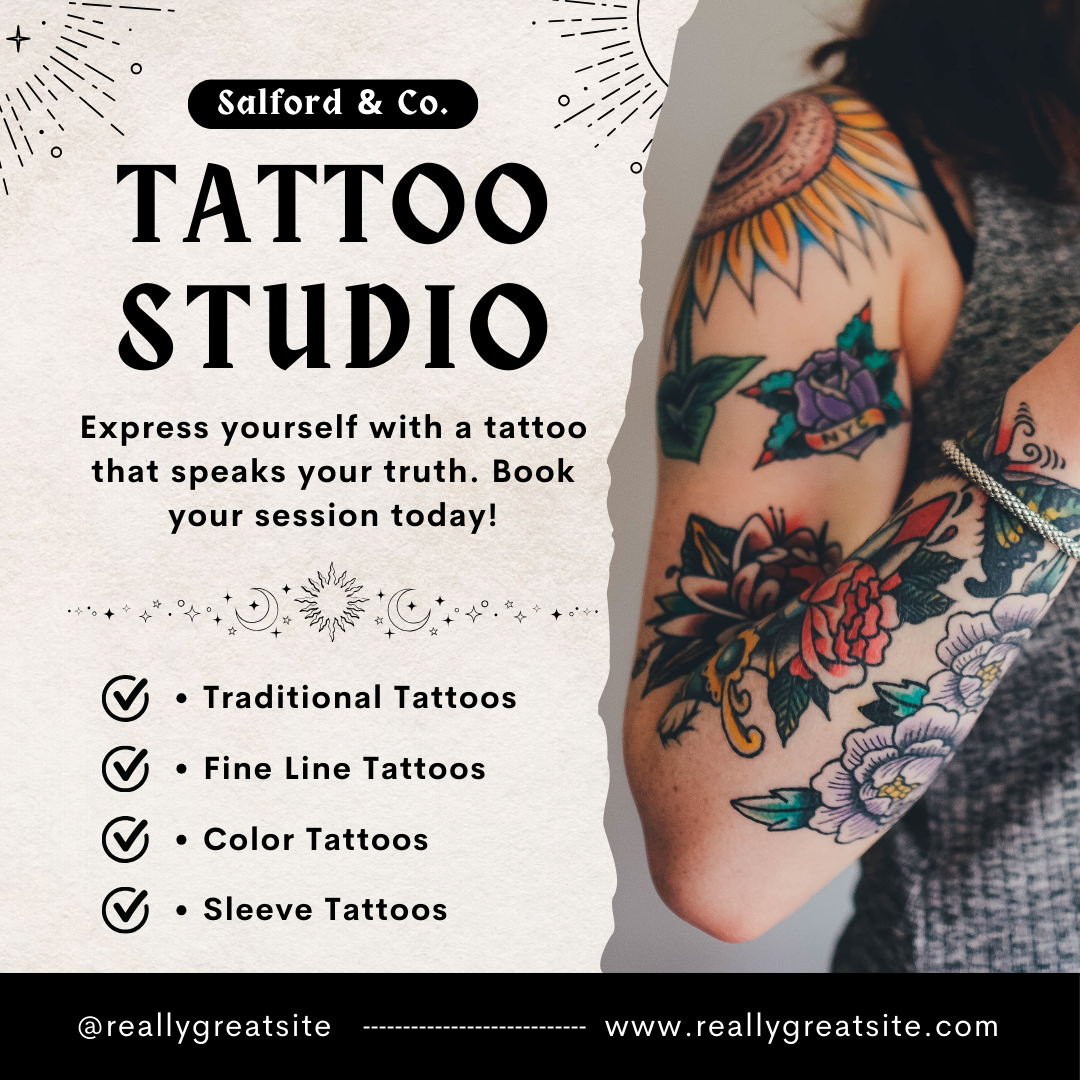 Salford & Co.
TATTOO
STUDIO
Express yourself with a tattoo
that speaks your truth. Book
your session today!
• Traditional Tattoos
• Fine Line Tattoos
• Color Tattoos
• Sleeve Tattoos
NYC
@reallygreatsite ---------------------------- www.reallygreatsite.com